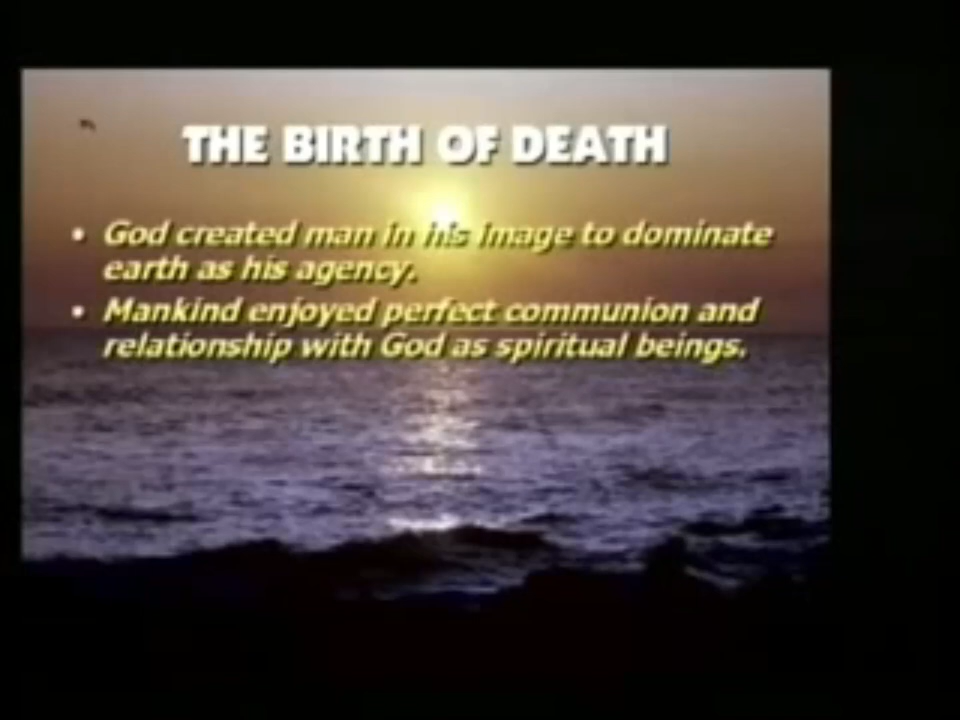 THE BIRTH OF DEATH
• God created man in his image to dominate
earth as his agency.
• Mankind enjoyed perfect communion and
relationship with God as spiritual beings.